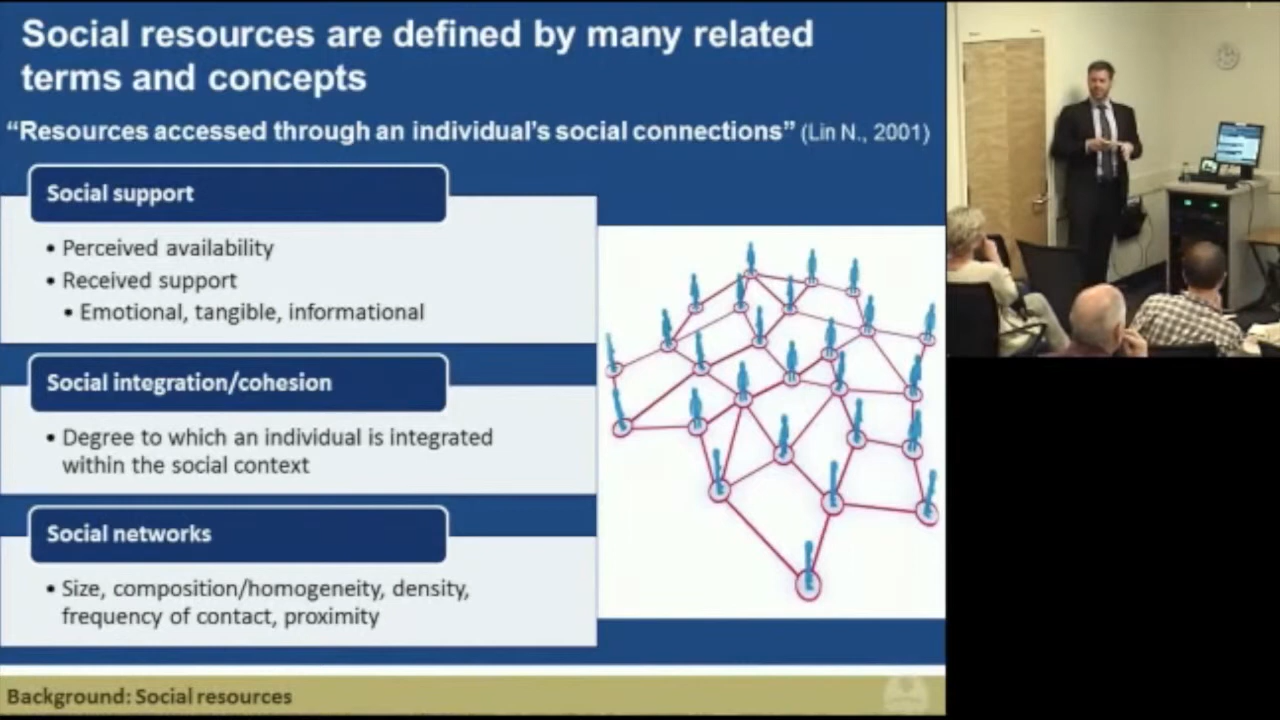 Social resources are defined by many related
terms and concepts
“Resources accessed through an individual’s social connections” (Lin N., 2001)
Social support
• Perceived availability
• Received support
• Emotional, tangible, informational
Social integration/cohesion
• Degree to which an individual is integrated
within the social context
Social networks
• Size, composition/homogeneity, density,
frequency of contact, proximity
Background: Social resources